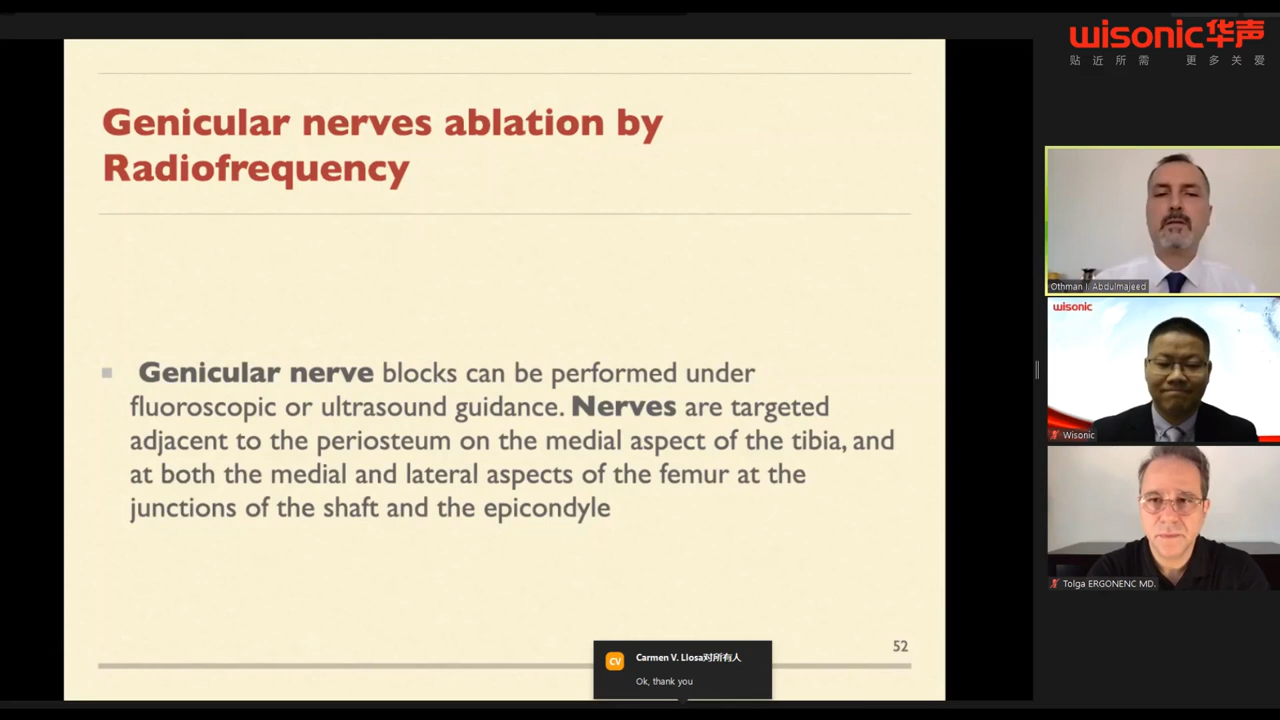 wisonic华声
贴近所需 更多关爱
Genicular nerves ablation by
Radiofrequency
Genicular nerve blocks can be performed under
fluoroscopic or ultrasound guidance. Nerves are targeted
adjacent to the periosteum on the medial aspect of the tibia, and
at both the medial and lateral aspects of the femur at the
junctions of the shaft and the epicondyle
52
Othman I. Abdulmajeed
wisonic
Wisonic
Tolga ERGONENC MD.
CV
Carmen V. Llosa对所有人
Ok, thank you